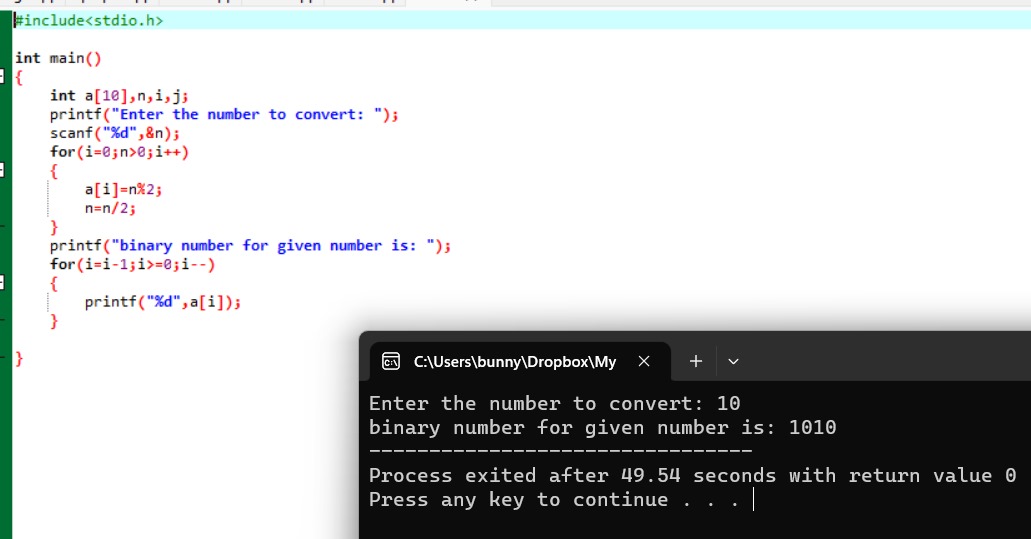 #include<stdio.h>
int main()
{
int a[10],n,i,j;
printf("Enter the number to convert: ");
scanf("%d",&n);
for(i=0;n>0;i++)
{
a[i]=n%2;
n=n/2;
}
printf("binary number for given number is: ");
for(i=i-1;i>=0;i--)
{
printf("%d",a[i]);
}
}
C:\Users\bunny\Dropbox\My
Enter the number to convert: 10
binary number for given number is: 1010
--------------------------------
Process exited after 49.54 seconds with return value 0
Press any key to continue . . .